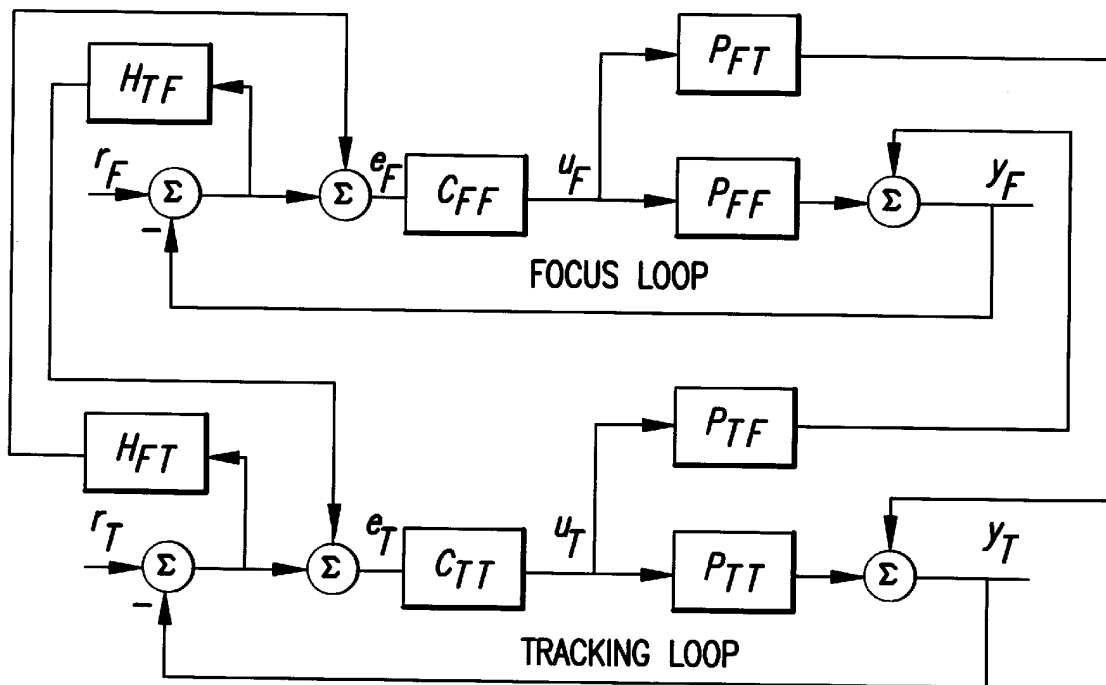 P_FT
H_TF
r_F
Σ
Σ
e_F
C_FF
u_F
P_FF
Σ
y_F
−
FOCUS LOOP
P_TF
H_FT
r_T
Σ
Σ
e_T
C_TT
u_T
P_TT
Σ
y_T
−
TRACKING LOOP